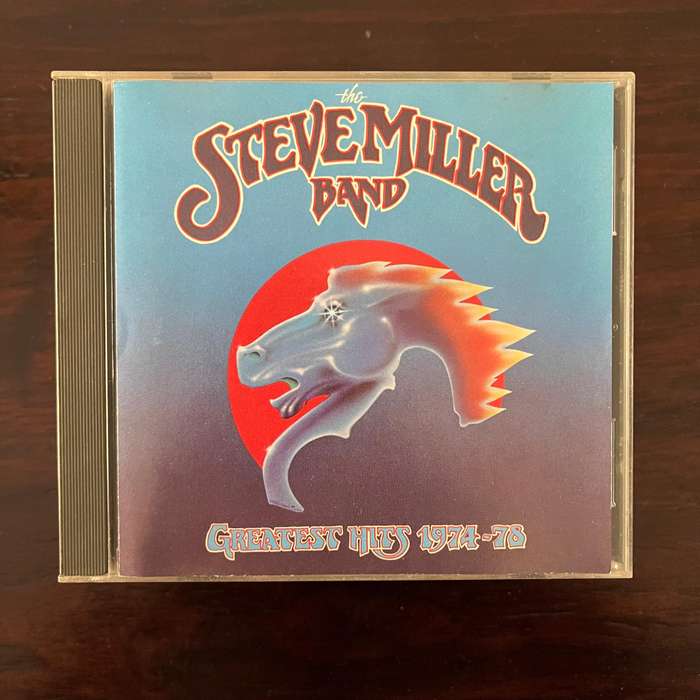 the
STEVE MILLER
BAND
GREATEST HITS 1974-78